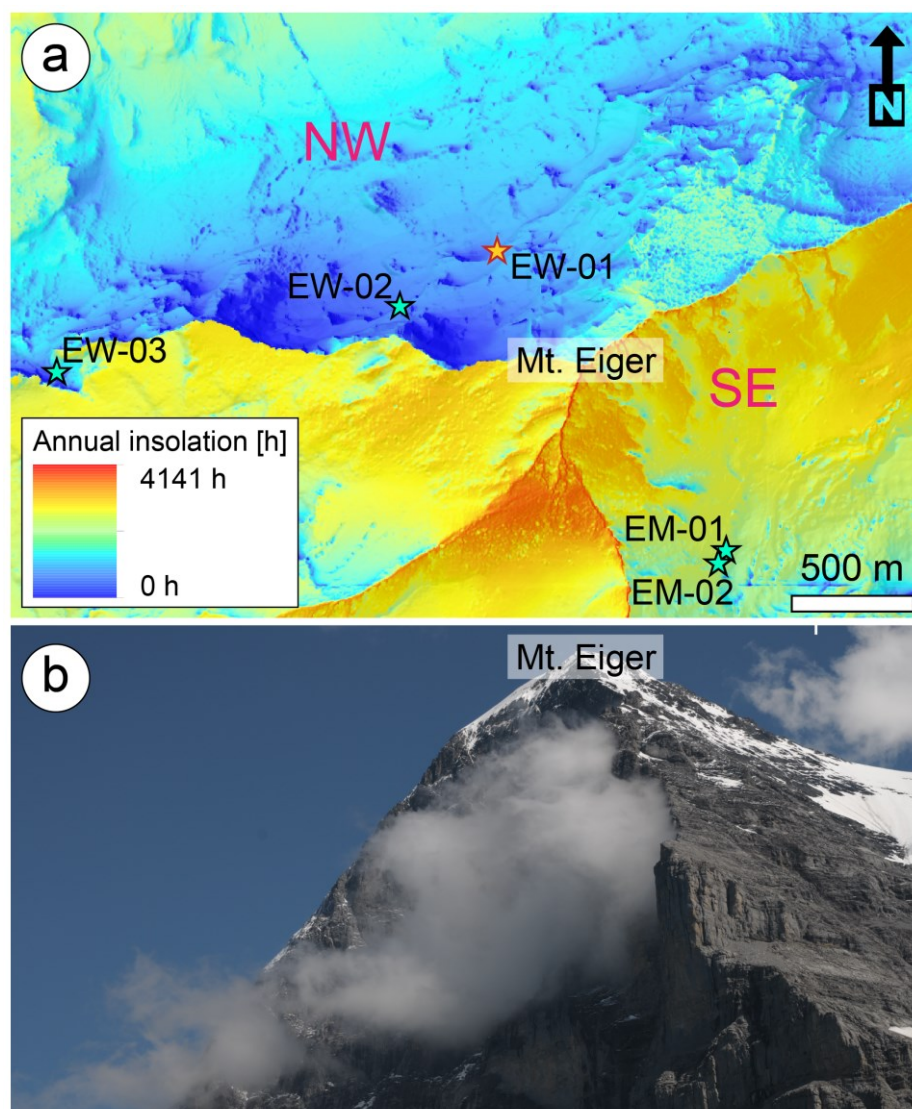 a
N
NW
EW-01
EW-02
EW-03
Mt. Eiger
SE
Annual insolation [h]
4141 h
0 h
EM-01
EM-02
500 m
b
Mt. Eiger